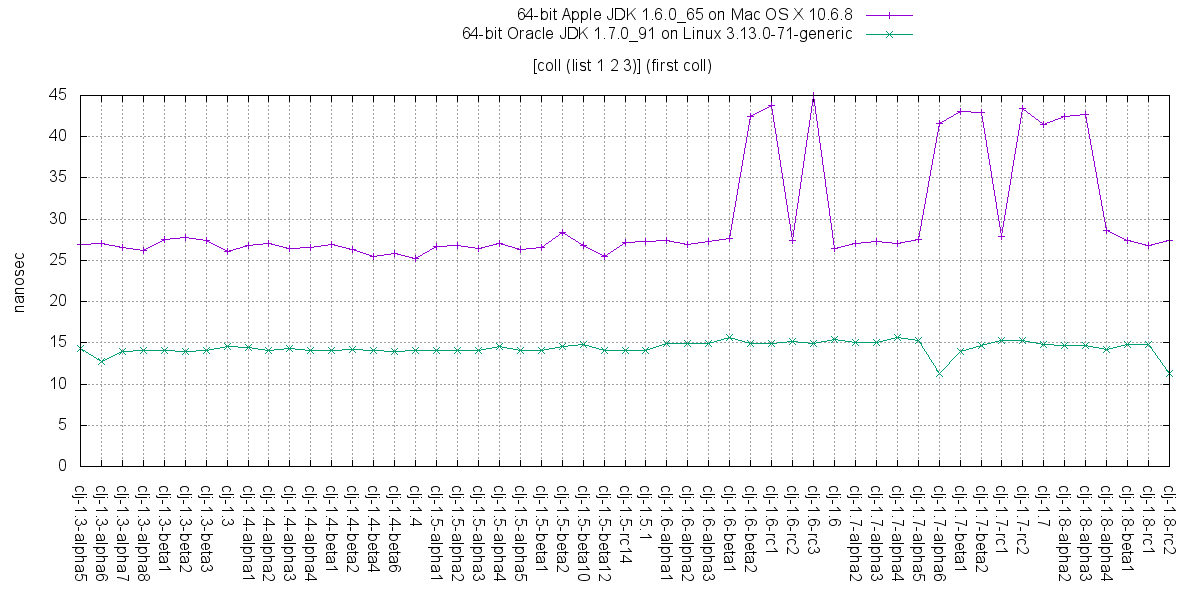 64-bit Apple JDK 1.6.0_65 on Mac OS X 10.6.8
64-bit Oracle JDK 1.7.0_91 on Linux 3.13.0-71-generic
[coll (list 1 2 3)] (first coll)
45
40
35
30
25
20
15
10
5
0
nanosec
clj-1.3-alpha5
clj-1.3-alpha6
clj-1.3-alpha7
clj-1.3-alpha8
clj-1.3-beta1
clj-1.3-beta2
clj-1.3-beta3
clj-1.3
clj-1.4-alpha1
clj-1.4-alpha2
clj-1.4-alpha3
clj-1.4-alpha4
clj-1.4-beta1
clj-1.4-beta2
clj-1.4-beta4
clj-1.4-beta6
clj-1.4
clj-1.5-alpha1
clj-1.5-alpha2
clj-1.5-alpha3
clj-1.5-alpha4
clj-1.5-alpha5
clj-1.5-beta1
clj-1.5-beta2
clj-1.5-beta10
clj-1.5-beta12
clj-1.5-rc14
clj-1.5.1
clj-1.6-alpha1
clj-1.6-alpha2
clj-1.6-alpha3
clj-1.6-beta1
clj-1.6-beta2
clj-1.6-rc1
clj-1.6-rc2
clj-1.6-rc3
clj-1.6
clj-1.7-alpha2
clj-1.7-alpha3
clj-1.7-alpha4
clj-1.7-alpha5
clj-1.7-alpha6
clj-1.7-beta1
clj-1.7-beta2
clj-1.7-rc1
clj-1.7-rc2
clj-1.7
clj-1.8-alpha2
clj-1.8-alpha3
clj-1.8-alpha4
clj-1.8-beta1
clj-1.8-rc1
clj-1.8-rc2